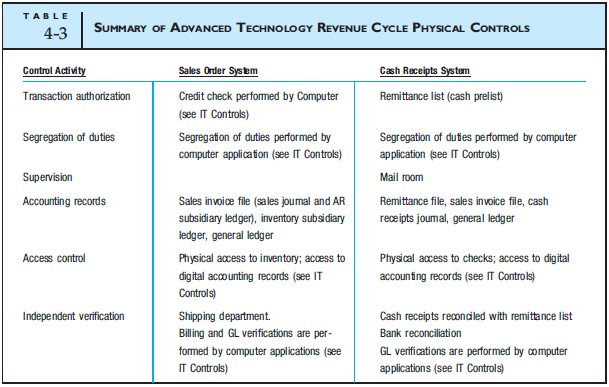 TABLE
4-3
SUMMARY OF ADVANCED TECHNOLOGY REVENUE CYCLE PHYSICAL CONTROLS
Control Activity
Sales Order System
Cash Receipts System
Transaction authorization
Credit check performed by Computer
(see IT Controls)
Remittance list (cash prelist)
Segregation of duties
Segregation of duties performed by
computer application (see IT Controls)
Segregation of duties performed by computer
application (see IT Controls)
Supervision
Mail room
Accounting records
Sales invoice file (sales journal and AR
subsidiary ledger), inventory subsidiary
ledger, general ledger
Remittance file, sales invoice file, cash
receipts journal, general ledger
Access control
Physical access to inventory; access to
digital accounting records (see IT
Controls)
Physical access to checks; access to digital
accounting records (see IT Controls)
Independent verification
Shipping department.
Billing and GL verifications are per-
formed by computer applications (see
IT Controls)
Cash receipts reconciled with remittance list
Bank reconciliation
GL verifications are performed by computer
applications (see IT Controls)